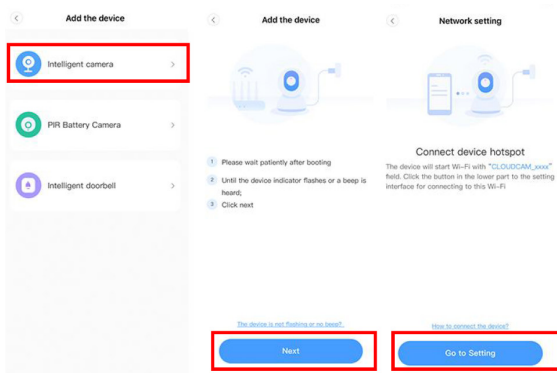 Add the device
Intelligent camera
PIR Battery Camera
Intelligent doorbell
Add the device
1 Please wait patiently after booting
2 Until the device indicator flashes or a beep is
heard;
3 Click next
The device is not flashing or no beep?
Next
Network setting
Connect device hotspot
The device will start Wi-Fi with "CLOUDCAM_xxxx"
field. Click the button in the lower part to the setting
interface for connecting to this Wi-Fi
How to connect the device?
Go to Setting